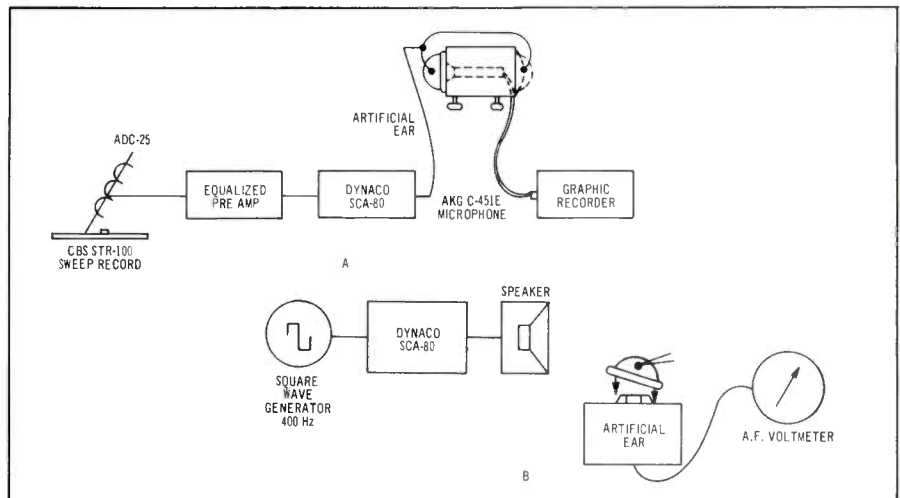 ARTIFICIAL
EAR
ADC-25
EQUALIZED
PRE AMP
DYNACO
SCA-80
AKG C-451E
MICROPHONE
GRAPHIC
RECORDER
CBS STR-100
SWEEP RECORD
A
SPEAKER
DYNACO
SCA-80
SQUARE
WAVE
GENERATOR
400 Hz
ARTIFICIAL
EAR
A.F. VOLTMETER
B